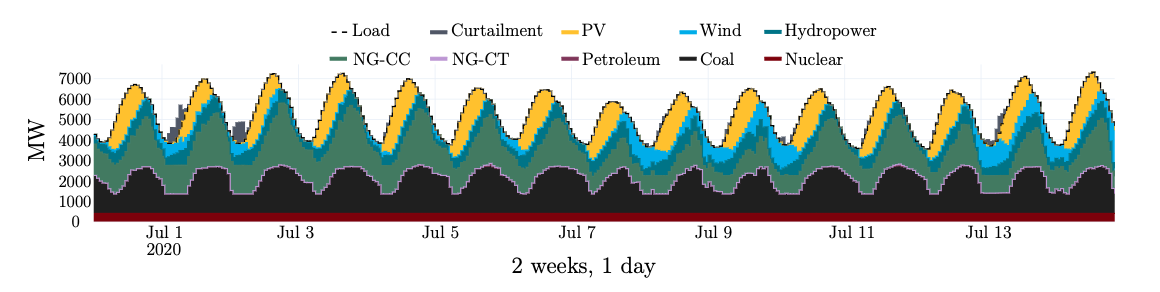 Load Curtailment PV Wind Hydropower
NG-CC NG-CT Petroleum Coal Nuclear
7000
6000
5000
4000
3000
2000
1000
0
MW
Jul 1 Jul 3 Jul 5 Jul 7 Jul 9 Jul 11 Jul 13
2020
2 weeks, 1 day